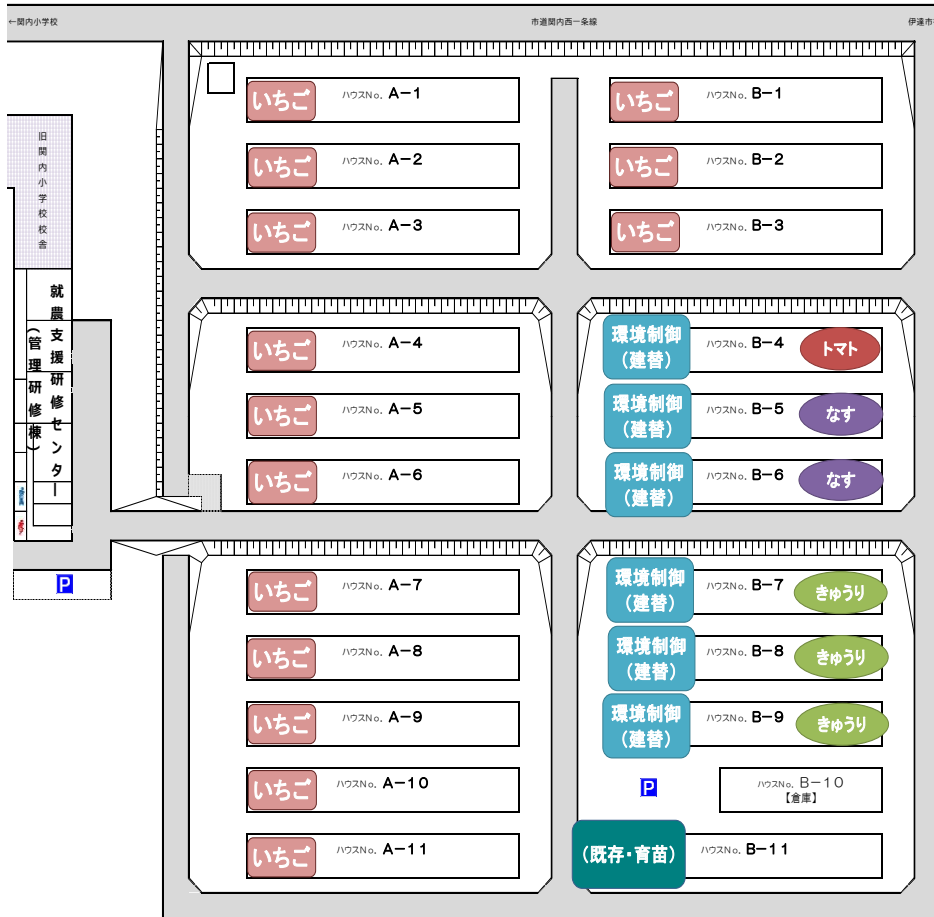 ←関内小学校
市道関内西一条線
伊達市
いちご ハウスNo. A-1
いちご ハウスNo. B-1
いちご ハウスNo. A-2
いちご ハウスNo. B-2
いちご ハウスNo. A-3
いちご ハウスNo. B-3
旧関内小学校校舎
就農支援研修センター
(管理研修棟)
いちご ハウスNo. A-4
環境制御
(建替)
ハウスNo. B-4 トマト
いちご ハウスNo. A-5
環境制御
(建替)
ハウスNo. B-5 なす
いちご ハウスNo. A-6
環境制御
(建替)
ハウスNo. B-6 なす
P
いちご ハウスNo. A-7
環境制御
(建替)
ハウスNo. B-7 きゅうり
いちご ハウスNo. A-8
環境制御
(建替)
ハウスNo. B-8 きゅうり
いちご ハウスNo. A-9
環境制御
(建替)
ハウスNo. B-9 きゅうり
いちご ハウスNo. A-10
P
ハウスNo. B-10
【倉庫】
いちご ハウスNo. A-11
(既存・育苗) ハウスNo. B-11